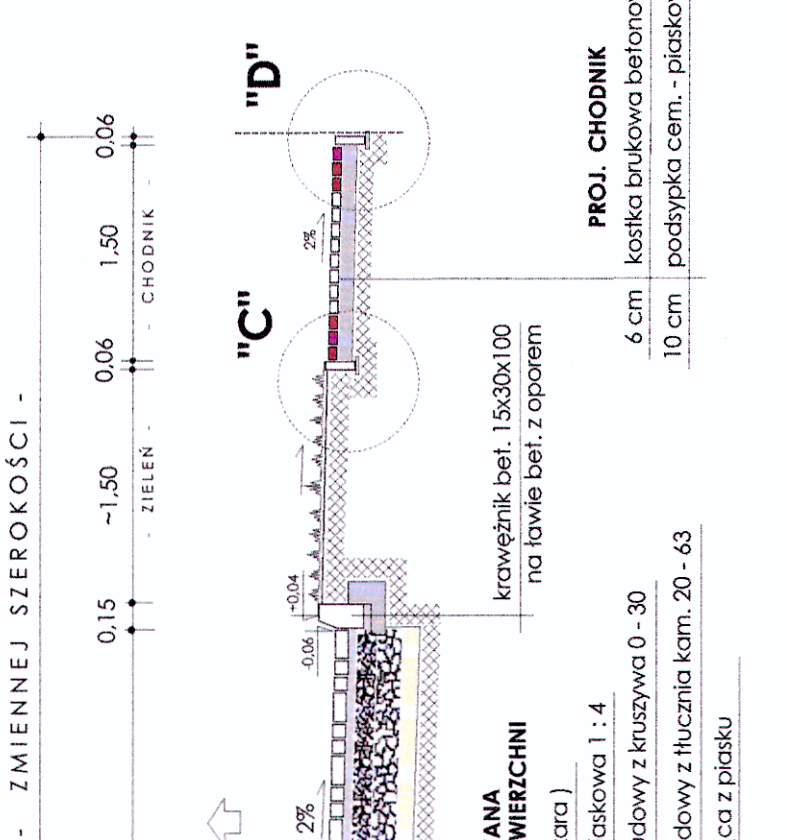 - ZMIENNEJ SZEROKOŚCI -
0,15 ~1,50 0,06 1,50 0,06
- ZIELEŃ - - CHODNIK -
"C" "D"
2% -0,06 +0,04 2%
krawężnik bet. 15x30x100
na ławie bet. z oporem
PROJ. CHODNIK
6 cm kostka brukowa betono
10 cm podsypka cem. - piasko
ANA
WIERZCHNI
ara )
askowa 1 : 4
dowy z kruszywa 0 - 30
dowy z tłucznia kam. 20 - 63
ca z piasku